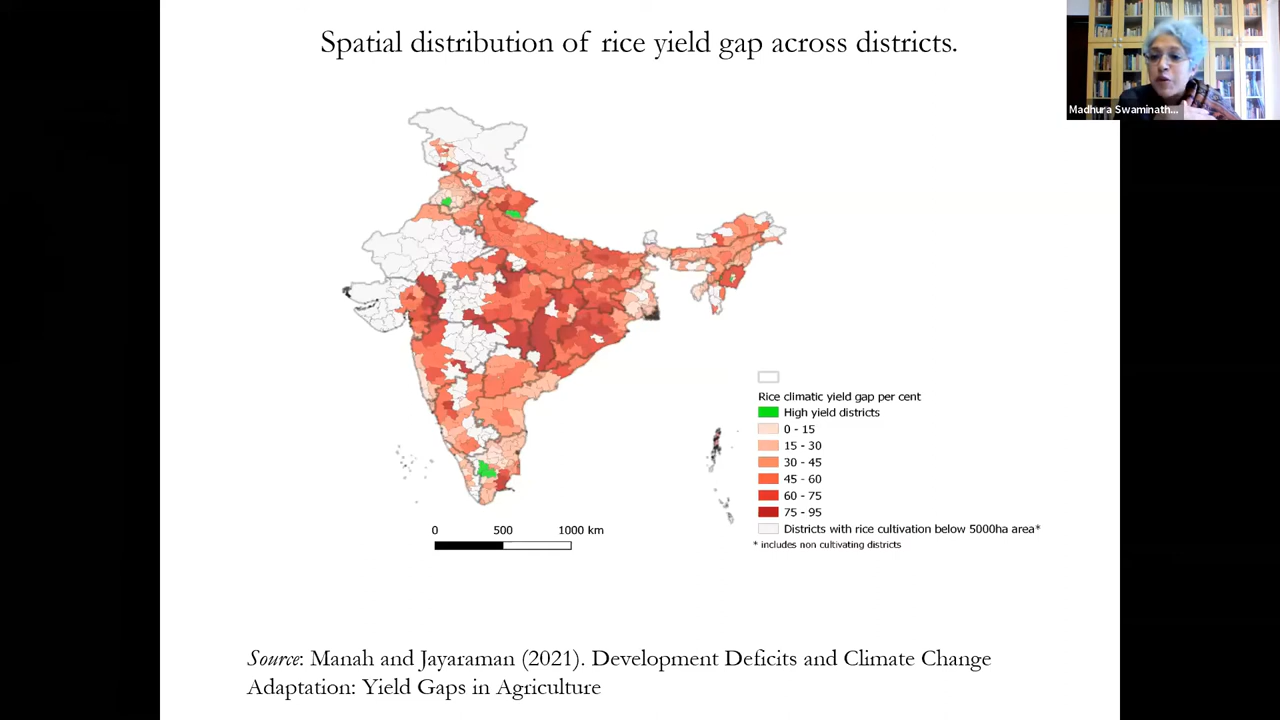 Spatial distribution of rice yield gap across districts.
Madhura Swaminath...
Rice climatic yield gap per cent
High yield districts
0 - 15
15 - 30
30 - 45
45 - 60
60 - 75
75 - 95
Districts with rice cultivation below 5000ha area*
* includes non cultivating districts
0 500 1000 km
Source: Manah and Jayaraman (2021). Development Deficits and Climate Change
Adaptation: Yield Gaps in Agriculture